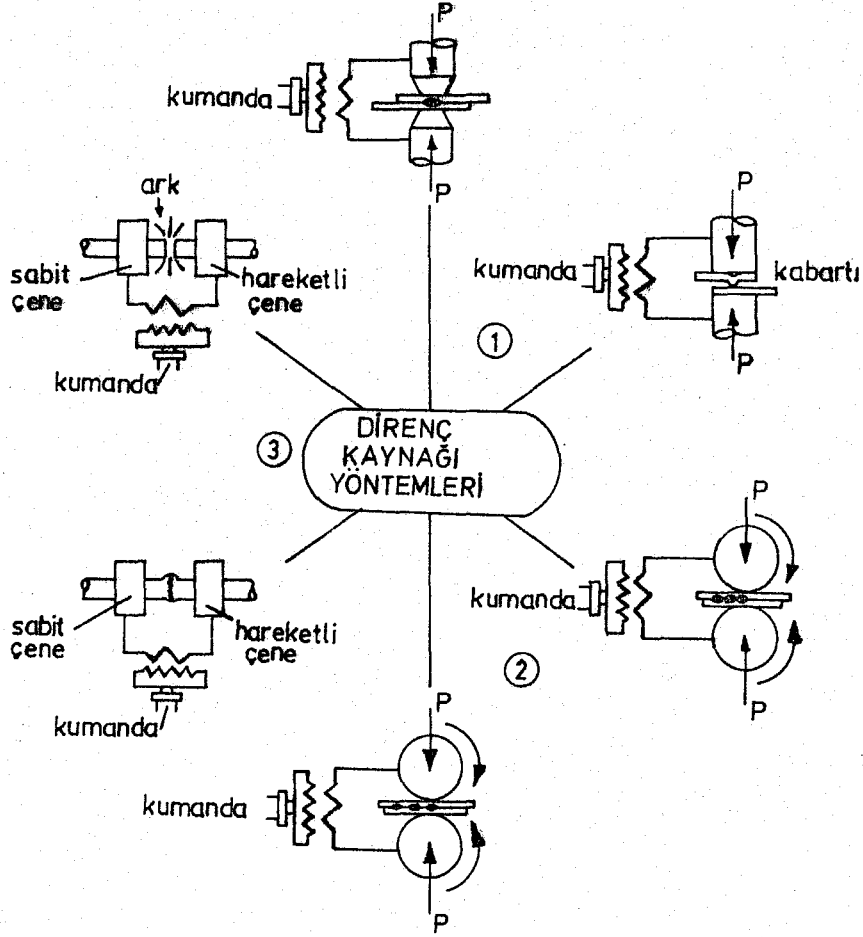 P
kumanda
P
ark
sabit
çene
hareketli
çene
kumanda
P
kumanda
kabartı
P
①
DİRENÇ
KAYNAĞI
YÖNTEMLERİ
③
P
kumanda
P
②
sabit
çene
hareketli
çene
kumanda
P
kumanda
P